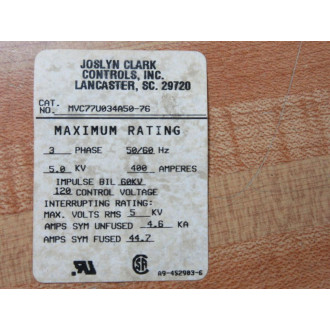 JOSLYN CLARK
CONTROLS, INC.
LANCASTER, SC. 29720
CAT. NO. MVC77U034A50-76
MAXIMUM RATING
3 PHASE 50/60 Hz
5.0 KV 400 AMPERES
IMPULSE BIL 60KV
120 CONTROL VOLTAGE
INTERRUPTING RATING:
MAX. VOLTS RMS 5 KV
AMPS SYM UNFUSED 4.6 KA
AMPS SYM FUSED 44.7
A9-452903-6